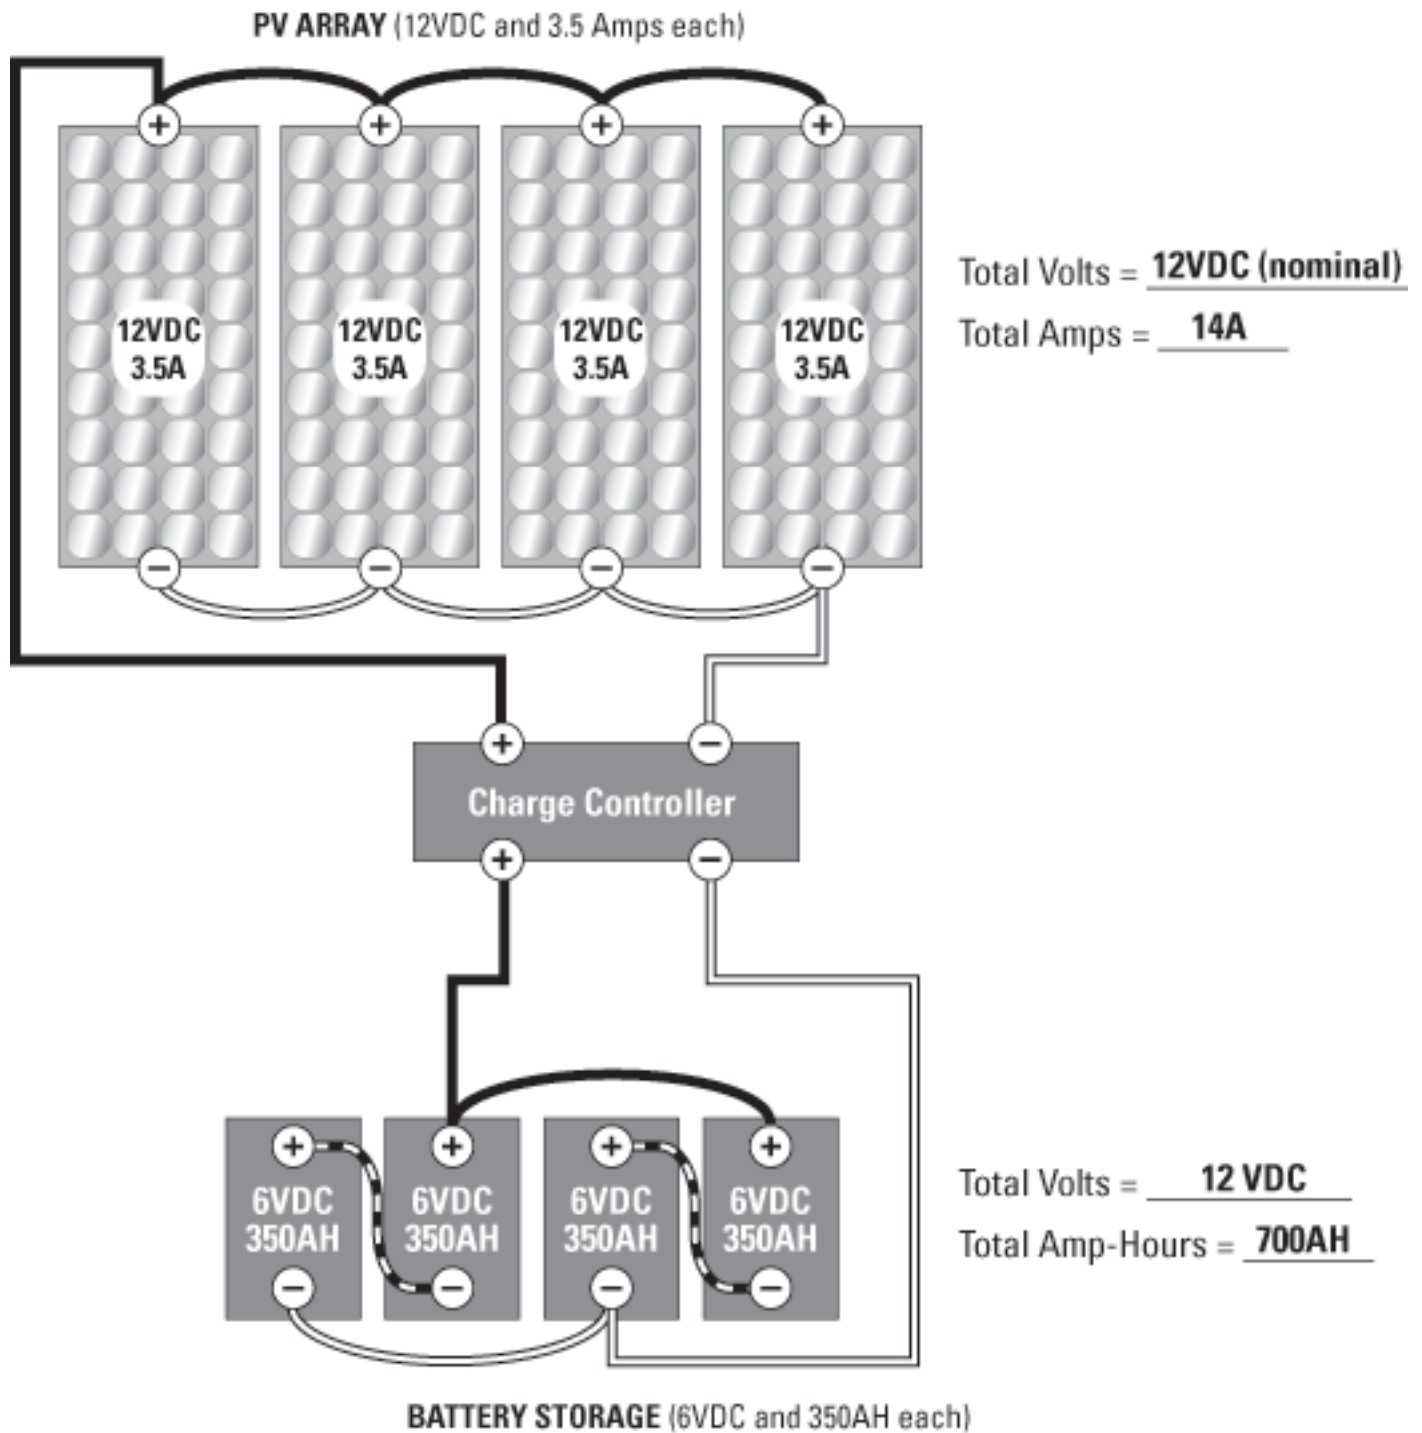 PV ARRAY (12VDC and 3.5 Amps each)
+ + + +
12VDC 12VDC 12VDC 12VDC
3.5A 3.5A 3.5A 3.5A
− − − −
Total Volts = 12VDC (nominal)
Total Amps = 14A
+ −
Charge Controller
+ −
+ + + +
6VDC 6VDC 6VDC 6VDC
350AH 350AH 350AH 350AH
− − − −
Total Volts = 12 VDC
Total Amp-Hours = 700AH
BATTERY STORAGE (6VDC and 350AH each)